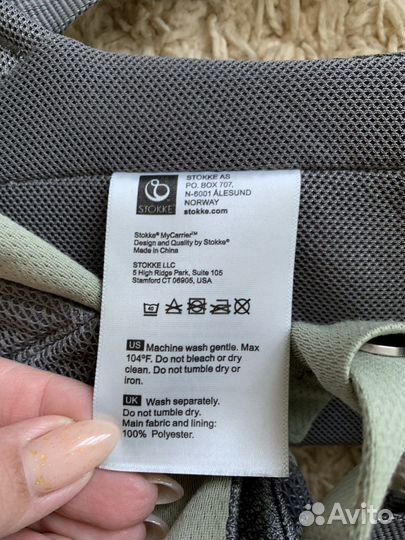 STOKKE
STOKKE AS
PO. BOX 707,
N-6001 ÅLESUND
NORWAY
stokke.com
Stokke® MyCarrier™
Design and Quality by Stokke®
Made in China
STOKKE LLC
5 High Ridge Park, Suite 105
Stamford CT 06905, USA
40
US Machine wash gentle. Max
104°F. Do not bleach or dry
clean. Do not tumble dry or
iron.
UK Wash separately.
Do not tumble dry.
Main fabric and lining:
100% Polyester.
Avito